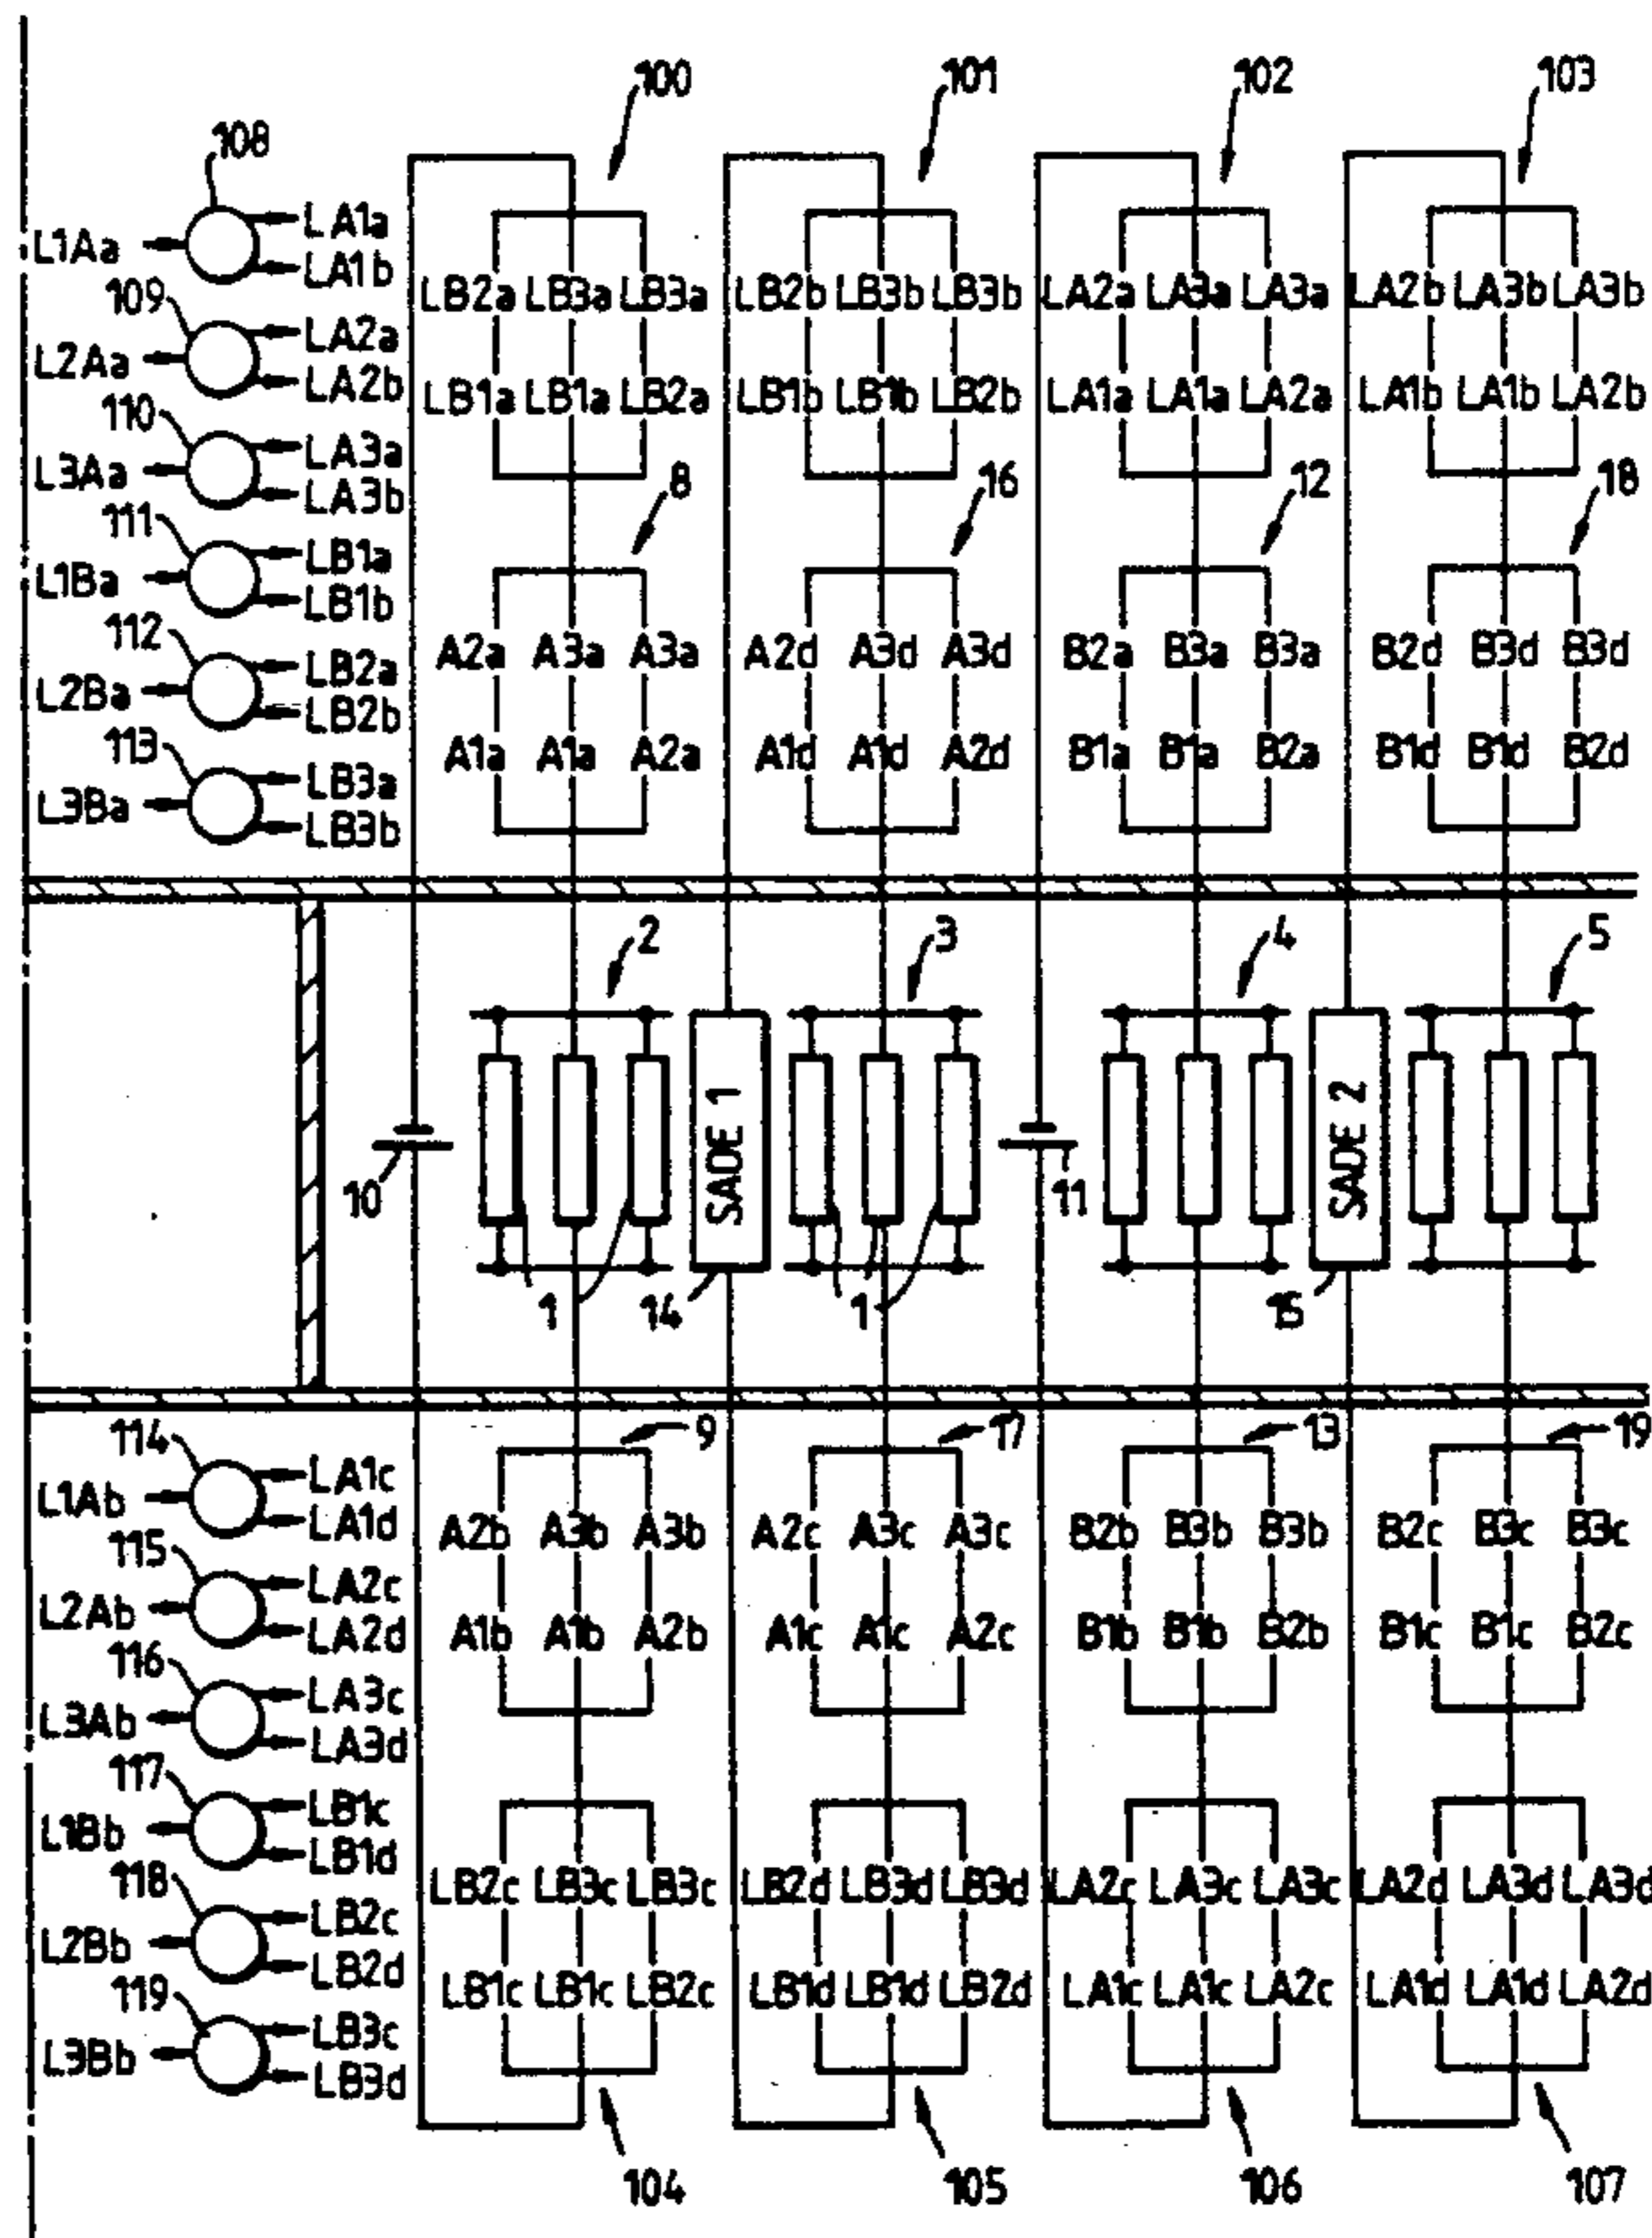 100 101 102 103
108
L1Aa LA1a
LA1b
109
L2Aa LA2a
LA2b
110
L3Aa LA3a
LA3b
111
L1Ba LB1a
LB1b
112
L2Ba LB2a
LB2b
113
L3Ba LB3a
LB3b
LB2a LB3a LB3a LB2b LB3b LB3b LA2a LA3a LA3a LA2b LA3b LA3b
LB1a LB1a LB2a LB1b LB1b LB2b LA1a LA1a LA2a LA1b LA1b LA2b
8 16 12 18
A2a A3a A3a A2d A3d A3d B2a B3a B3a B2d B3d B3d
A1a A1a A2a A1d A1d A2d B1a B1a B2a B1d B1d B2d
2 3 4 5
SADE 1 SADE 2
10 11
1 14 1 15
9 17 13 19
114
L1Ab LA1c
LA1d
115
L2Ab LA2c
LA2d
116
L3Ab LA3c
LA3d
117
L1Bb LB1c
LB1d
118
L2Bb LB2c
LB2d
119
L3Bb LB3c
LB3d
A2b A3b A3b A2c A3c A3c B2b B3b B3b B2c B3c B3c
A1b A1b A2b A1c A1c A2c B1b B1b B2b B1c B1c B2c
LB2c LB3c LB3c LB2d LB3d LB3d LA2c LA3c LA3c LA2d LA3d LA3d
LB1c LB1c LB2c LB1d LB1d LB2d LA1c LA1c LA2c LA1d LA1d LA2d
104 105 106 107